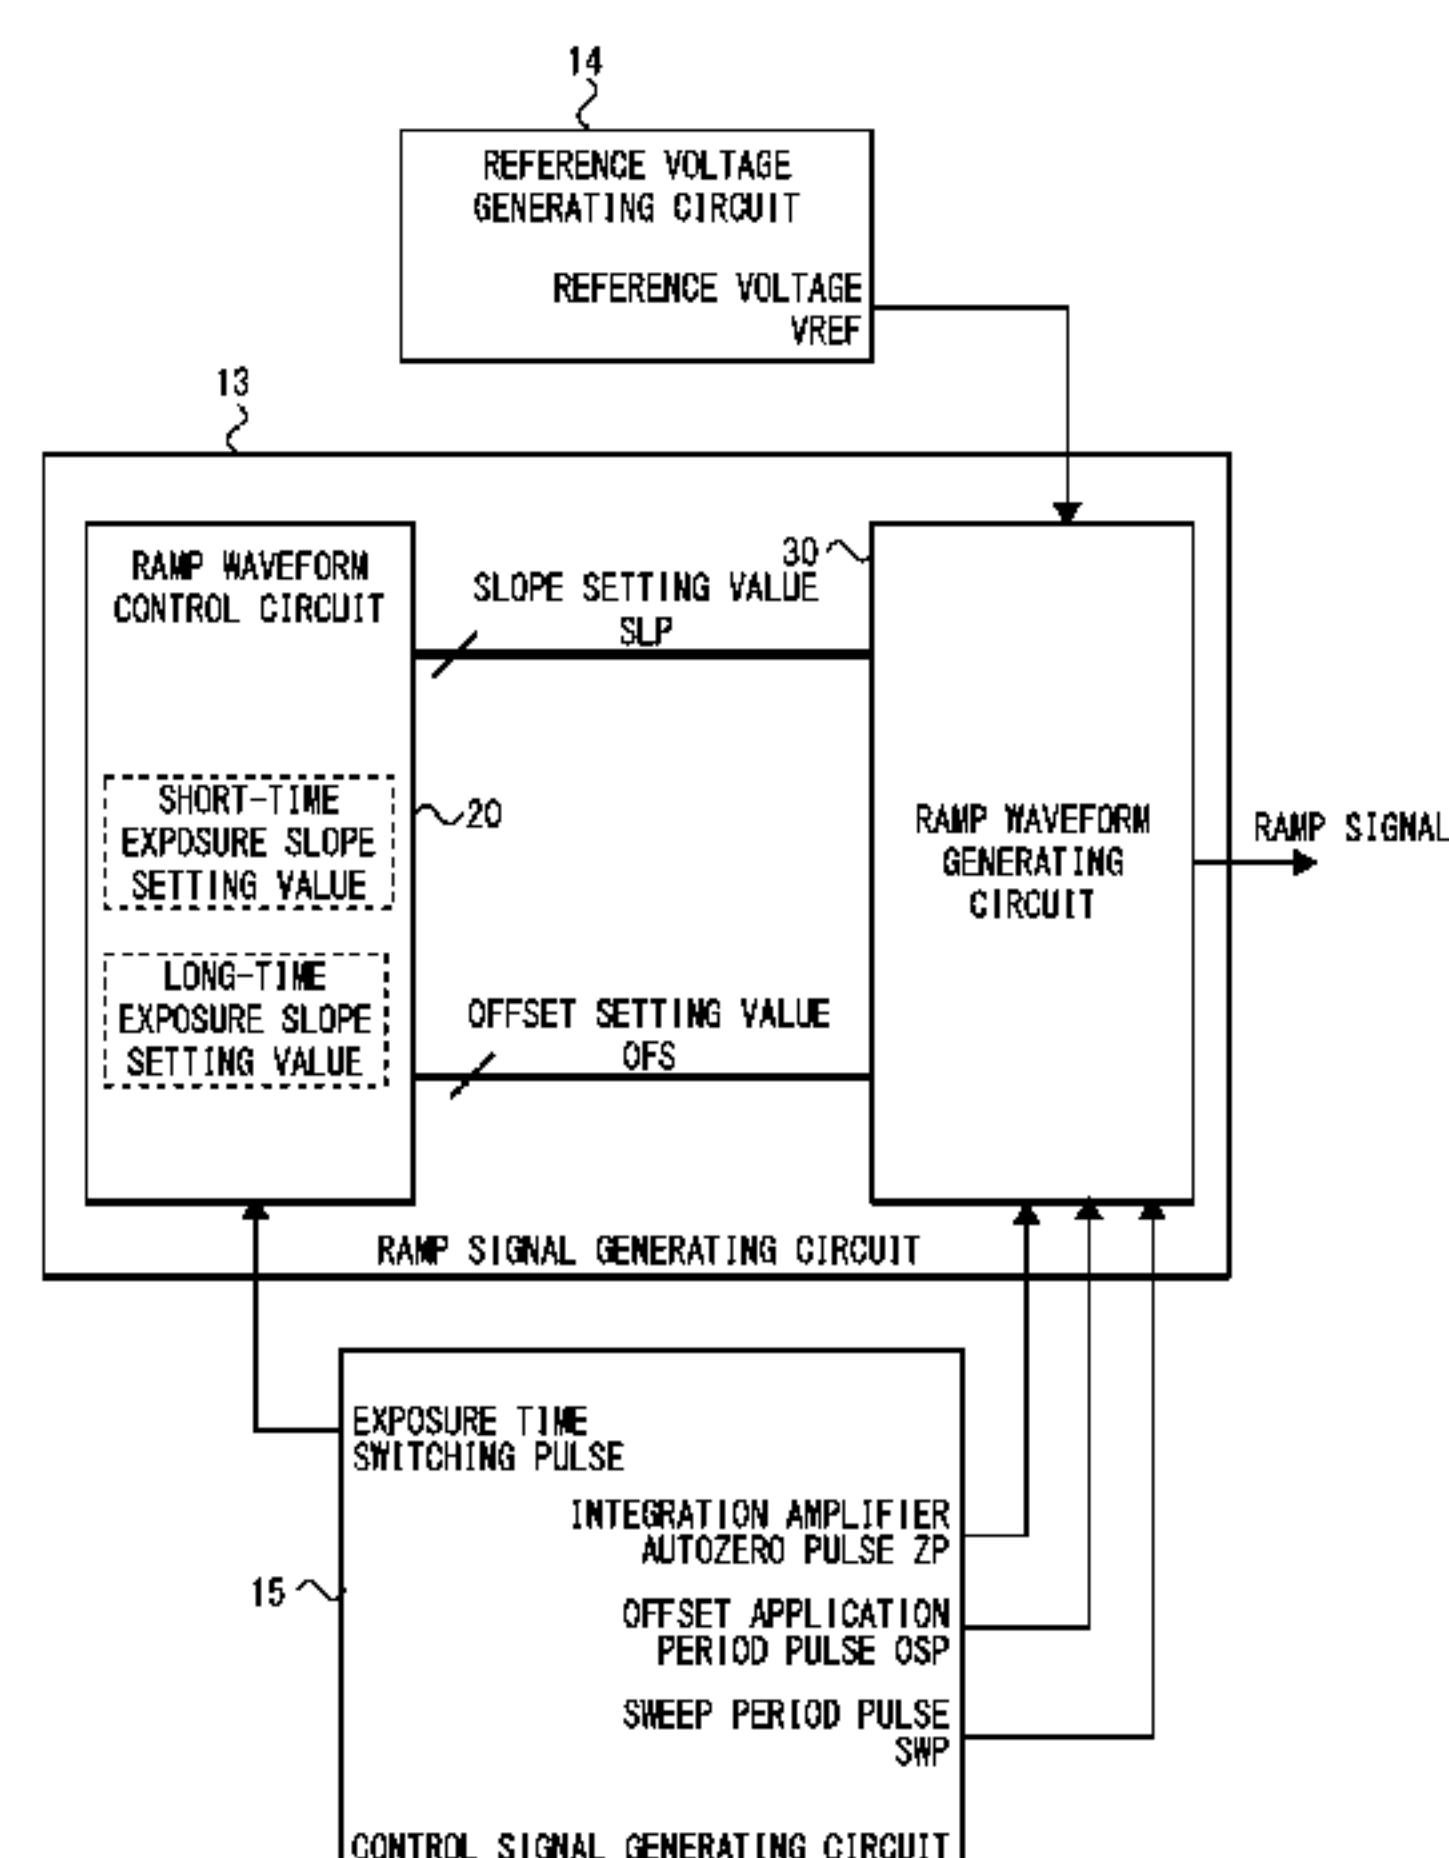 14
REFERENCE VOLTAGE
GENERATING CIRCUIT
REFERENCE VOLTAGE
VREF
13
RAMP WAVEFORM
CONTROL CIRCUIT
SHORT-TIME
EXPOSURE SLOPE
SETTING VALUE
LONG-TIME
EXPOSURE SLOPE
SETTING VALUE
20
SLOPE SETTING VALUE
SLP
OFFSET SETTING VALUE
OFS
30
RAMP WAVEFORM
GENERATING
CIRCUIT
RAMP SIGNAL
RAMP SIGNAL GENERATING CIRCUIT
EXPOSURE TIME
SWITCHING PULSE
INTEGRATION AMPLIFIER
AUTOZERO PULSE ZP
15
OFFSET APPLICATION
PERIOD PULSE OSP
SWEEP PERIOD PULSE
SWP
CONTROL SIGNAL GENERATING CIRCUIT